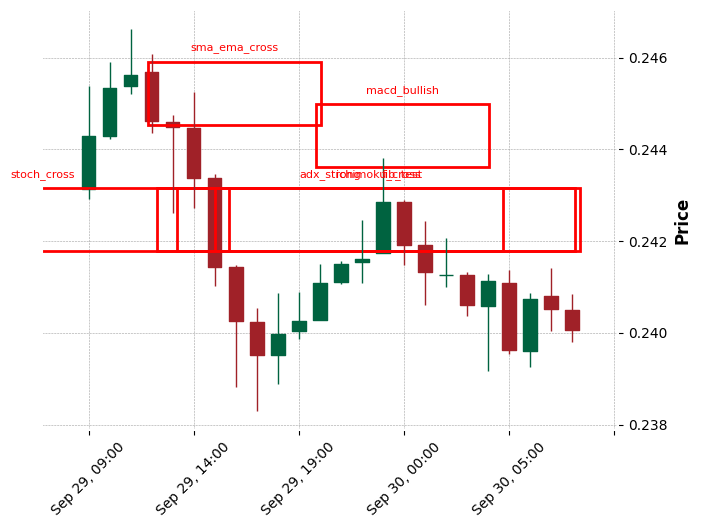 sma_ema_cross
0.246
macd_bullish
0.244
stoch_cross
adx_strong
0.242
0.240
0.238
Price
Sep 29, 09:00
Sep 29, 14:00
Sep 29, 19:00
Sep 30, 00:00
Sep 30, 05:00